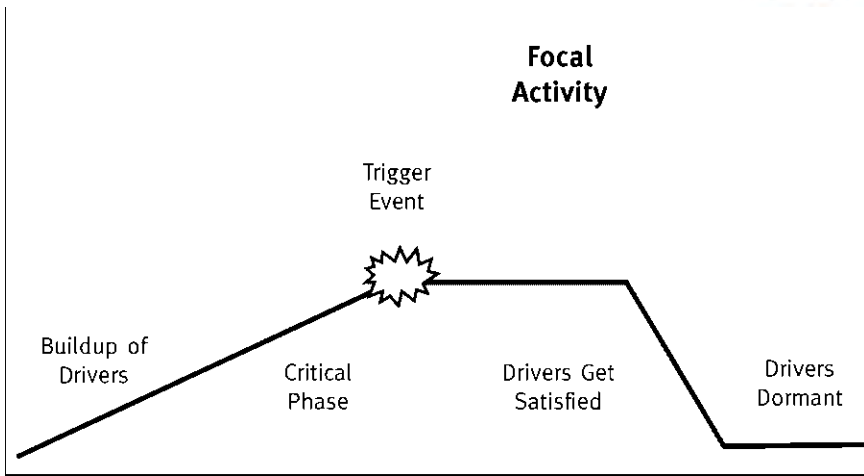 Focal
Activity
Trigger
Event
Buildup of
Drivers
Critical
Phase
Drivers Get
Satisfied
Drivers
Dormant